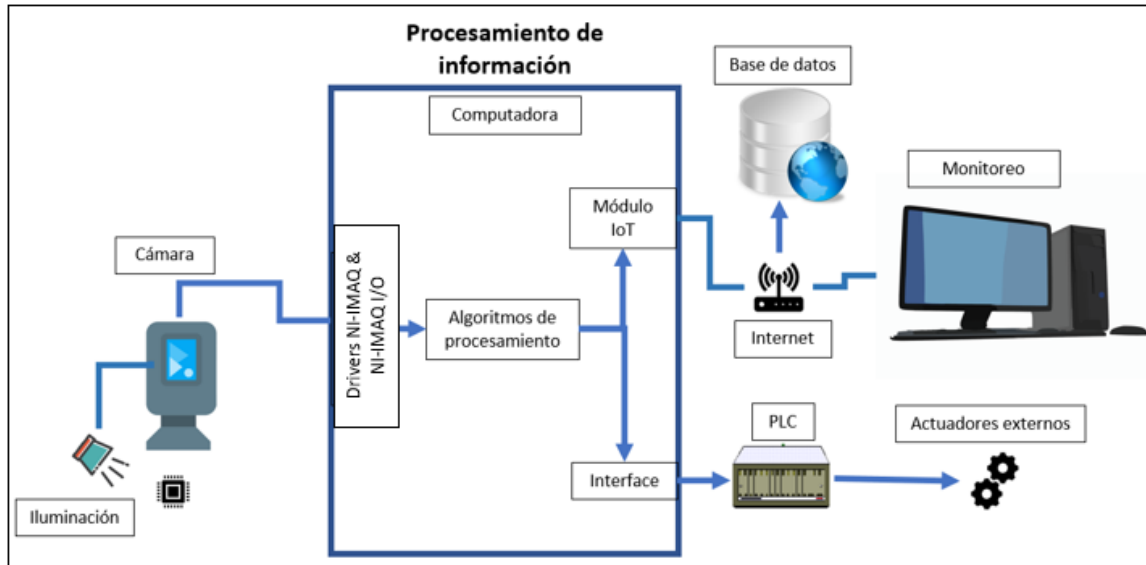 Procesamiento de
información
Computadora
Base de datos
Monitoreo
Módulo
IoT
Cámara
Drivers NI-IMAQ &
NI-IMAQ I/O
Algoritmos de
procesamiento
Internet
PLC
Actuadores externos
Interface
Iluminación